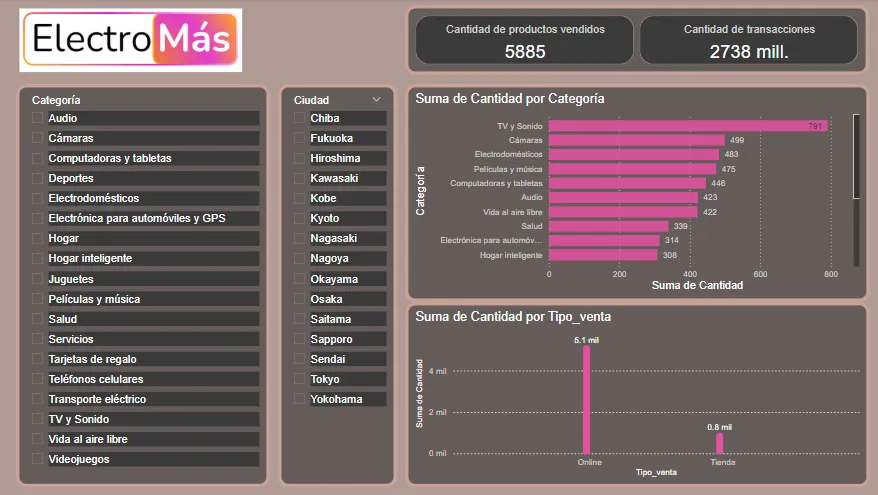 ElectroMás
Cantidad de productos vendidos
5885
Cantidad de transacciones
2738 mill.
Categoría
Audio
Cámaras
Computadoras y tabletas
Deportes
Electrodomésticos
Electrónica para automóviles y GPS
Hogar
Hogar inteligente
Juguetes
Películas y música
Salud
Servicios
Tarjetas de regalo
Teléfonos celulares
Transporte eléctrico
TV y Sonido
Vida al aire libre
Videojuegos
Ciudad
Chiba
Fukuoka
Hiroshima
Kawasaki
Kobe
Kyoto
Nagasaki
Nagoya
Okayama
Osaka
Saitama
Sapporo
Sendai
Tokyo
Yokohama
Suma de Cantidad por Categoría
Categoría
TV y Sonido 791
Cámaras 499
Electrodomésticos 483
Películas y música 475
Computadoras y tabletas 446
Audio 423
Vida al aire libre 422
Salud 339
Electrónica para automóv... 314
Hogar inteligente 308
0 200 400 600 800
Suma de Cantidad
Suma de Cantidad por Tipo_venta
Suma de Cantidad
5.1 mil
4 mil
2 mil
0.8 mil
0 mil
Online Tienda
Tipo_venta